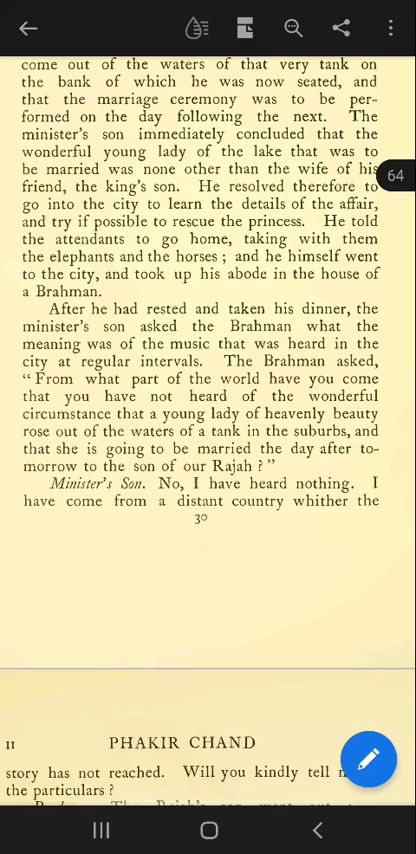 come out of the waters of that very tank on
the bank of which he was now seated, and
that the marriage ceremony was to be per-
formed on the day following the next. The
minister's son immediately concluded that the
wonderful young lady of the lake that was to
be married was none other than the wife of his
64
friend, the king's son. He resolved therefore to
go into the city to learn the details of the affair,
and try if possible to rescue the princess. He told
the attendants to go home, taking with them
the elephants and the horses ; and he himself went
to the city, and took up his abode in the house of
a Brahman.
After he had rested and taken his dinner, the
minister's son asked the Brahman what the
meaning was of the music that was heard in the
city at regular intervals. The Brahman asked,
“ From what part of the world have you come
that you have not heard of the wonderful
circumstance that a young lady of heavenly beauty
rose out of the waters of a tank in the suburbs, and
that she is going to be married the day after to-
morrow to the son of our Rajah ? ”
Minister's Son. No, I have heard nothing. I
have come from a distant country whither the
30
II PHAKIR CHAND
story has not reached. Will you kindly tell
the particulars ?